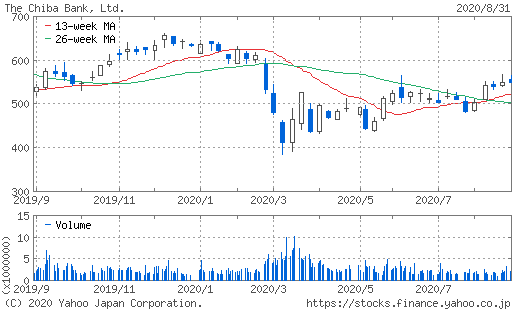 The Chiba Bank, Ltd. 2020/8/31
13-week MA
26-week MA
700
600
500
400
300
2019/9 2019/11 2020/1 2020/3 2020/5 2020/7
Volume
15
10
5
0
(x1000000)
2019/9 2019/11 2020/1 2020/3 2020/5 2020/7
(C) 2020 Yahoo Japan Corporation. https://stocks.finance.yahoo.co.jp